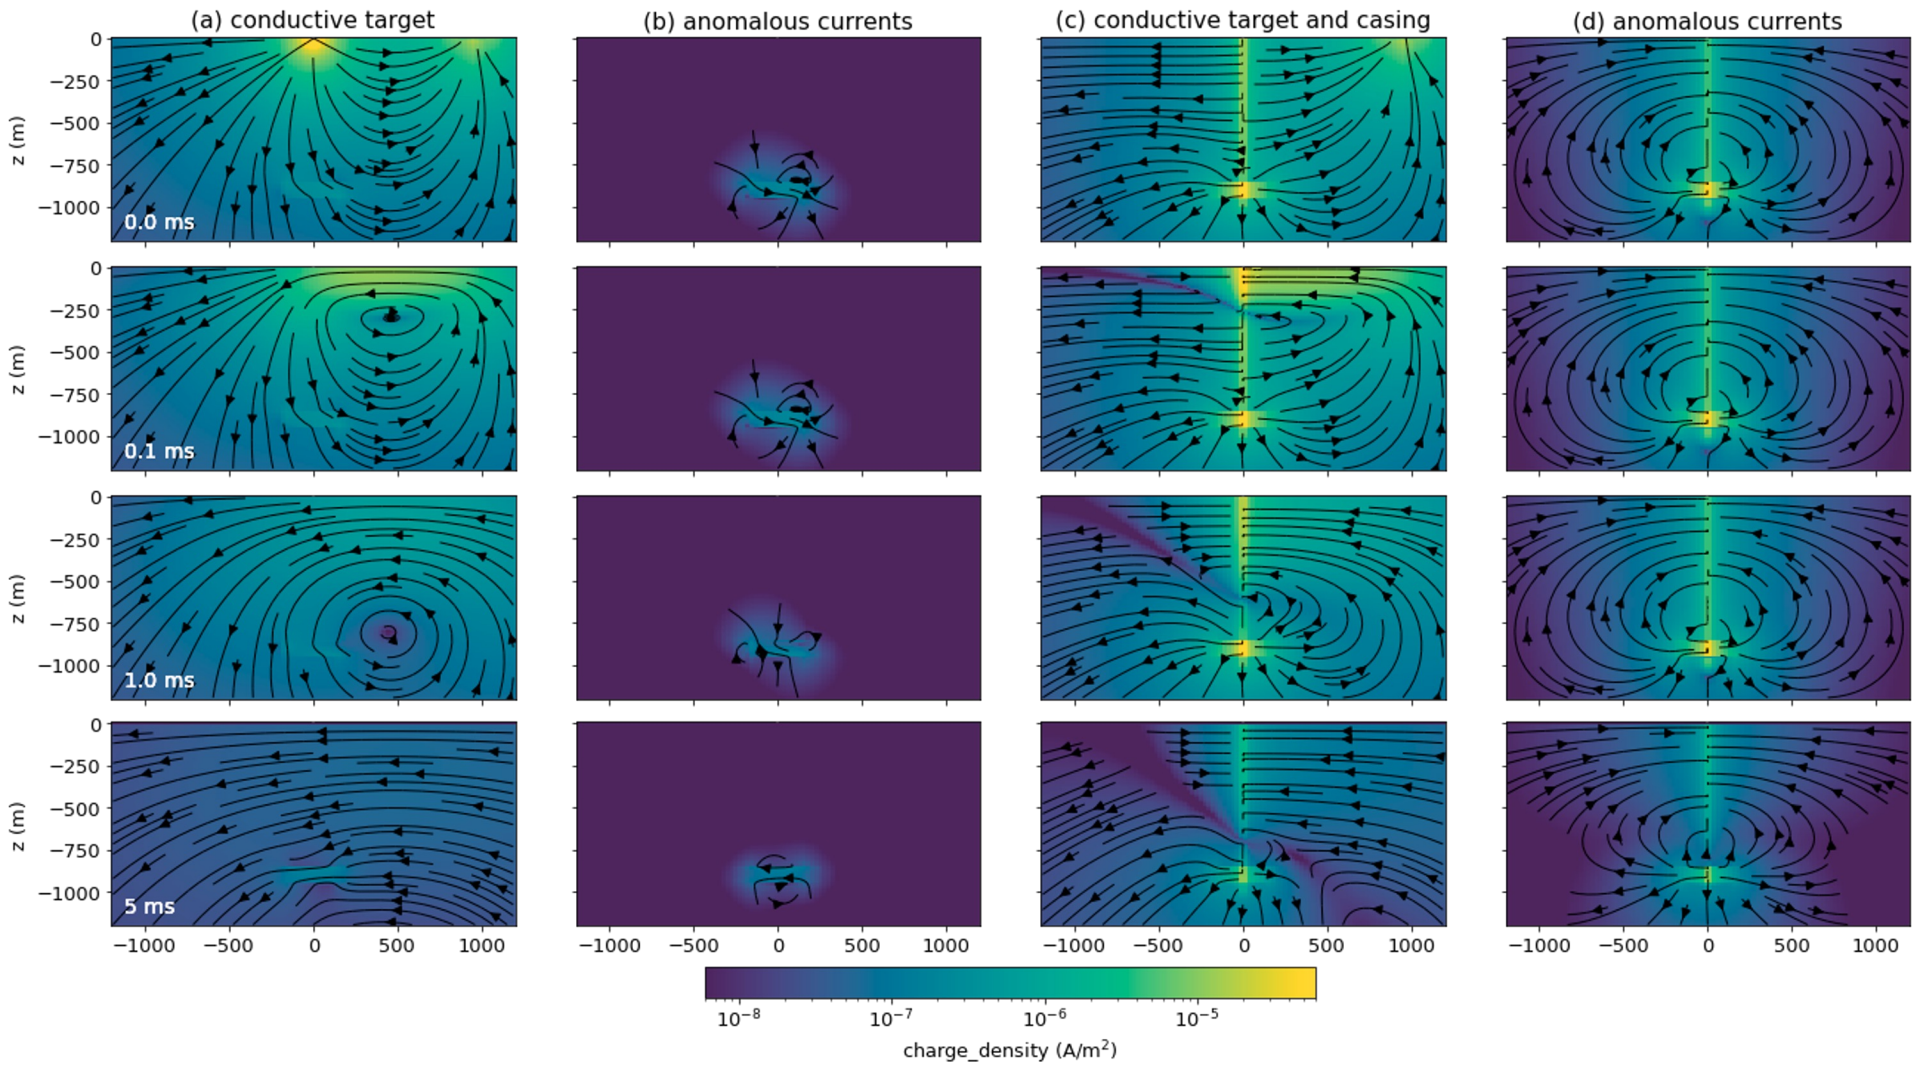 (a) conductive target (b) anomalous currents (c) conductive target and casing (d) anomalous currents
z (m)
0
−250
−500
−750
−1000
0.0 ms
z (m)
0
−250
−500
−750
−1000
0.1 ms
z (m)
0
−250
−500
−750
−1000
1.0 ms
z (m)
0
−250
−500
−750
−1000
5 ms
−1000 −500 0 500 1000 −1000 −500 0 500 1000 −1000 −500 0 500 1000 −1000 −500 0 500 1000
10⁻⁸ 10⁻⁷ 10⁻⁶ 10⁻⁵
charge_density (A/m²)